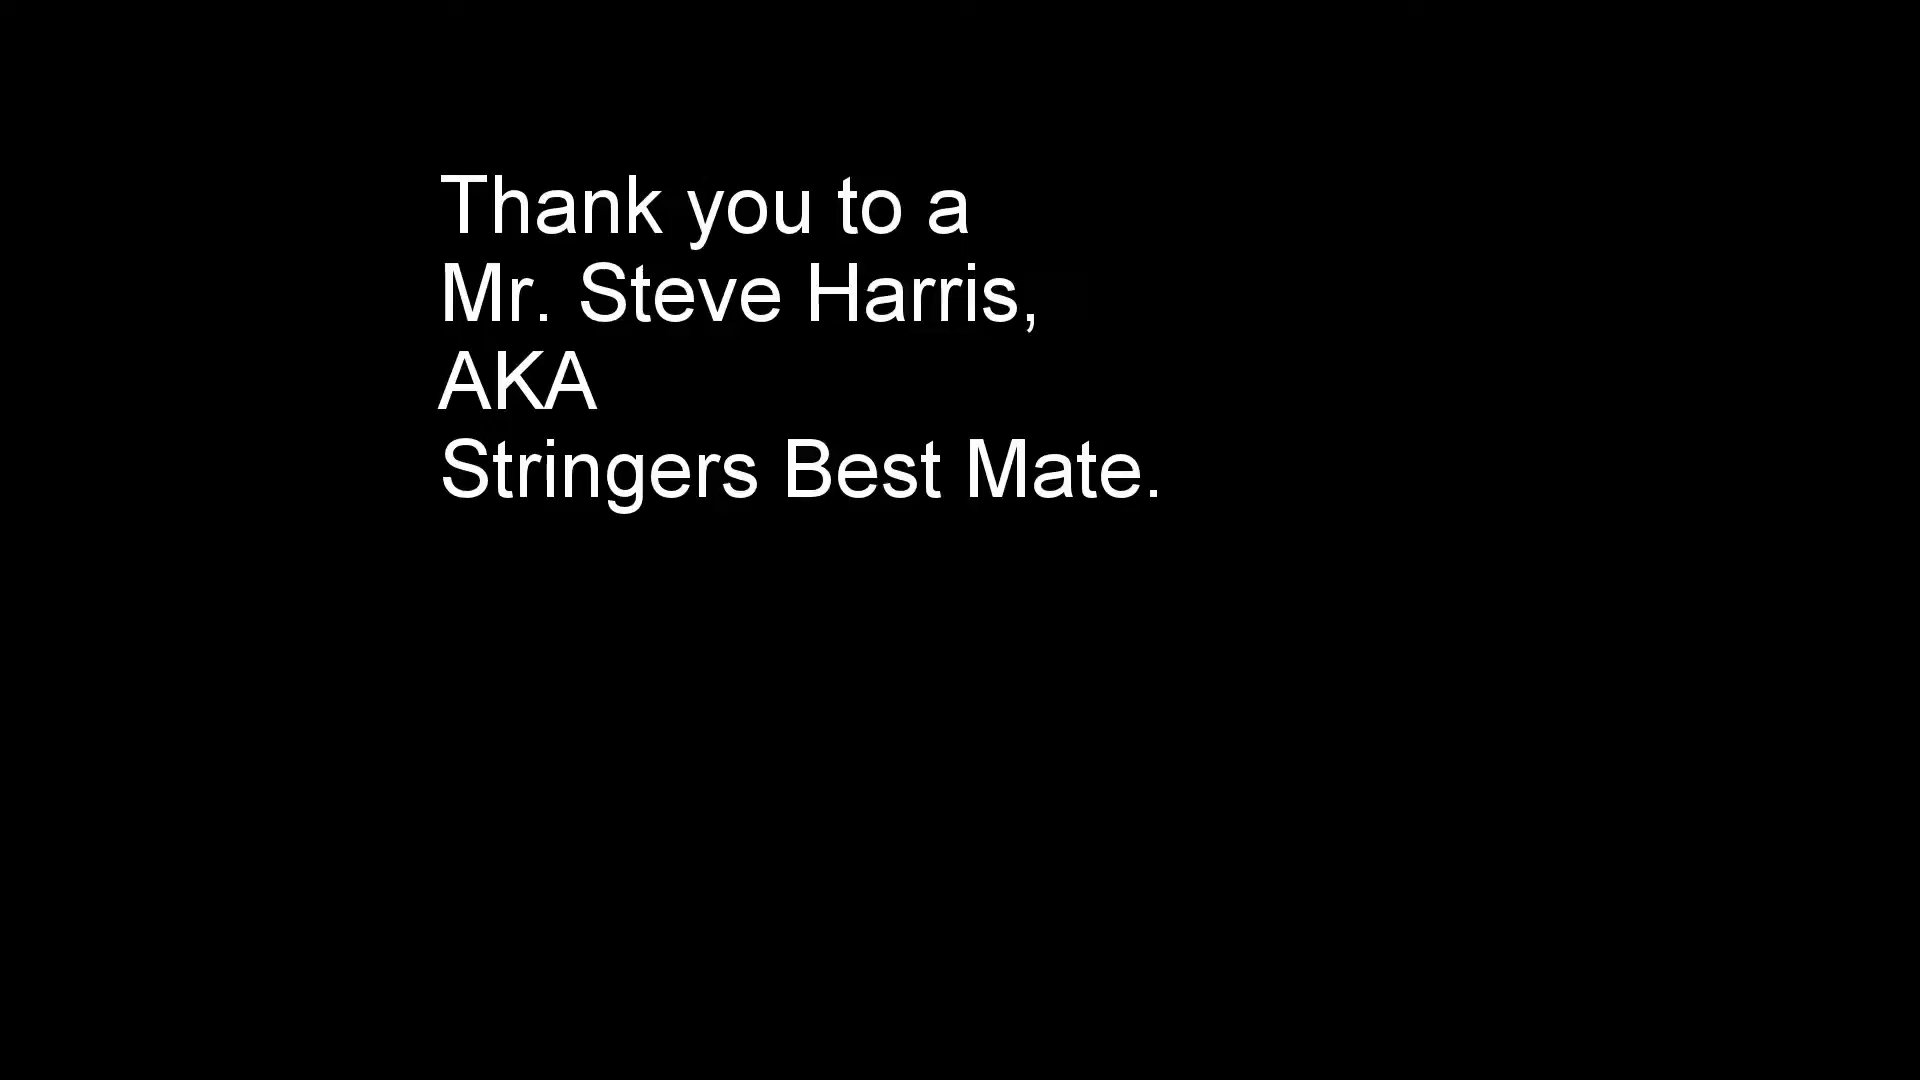 Thank you to a
Mr. Steve Harris,
AKA
Stringers Best Mate.